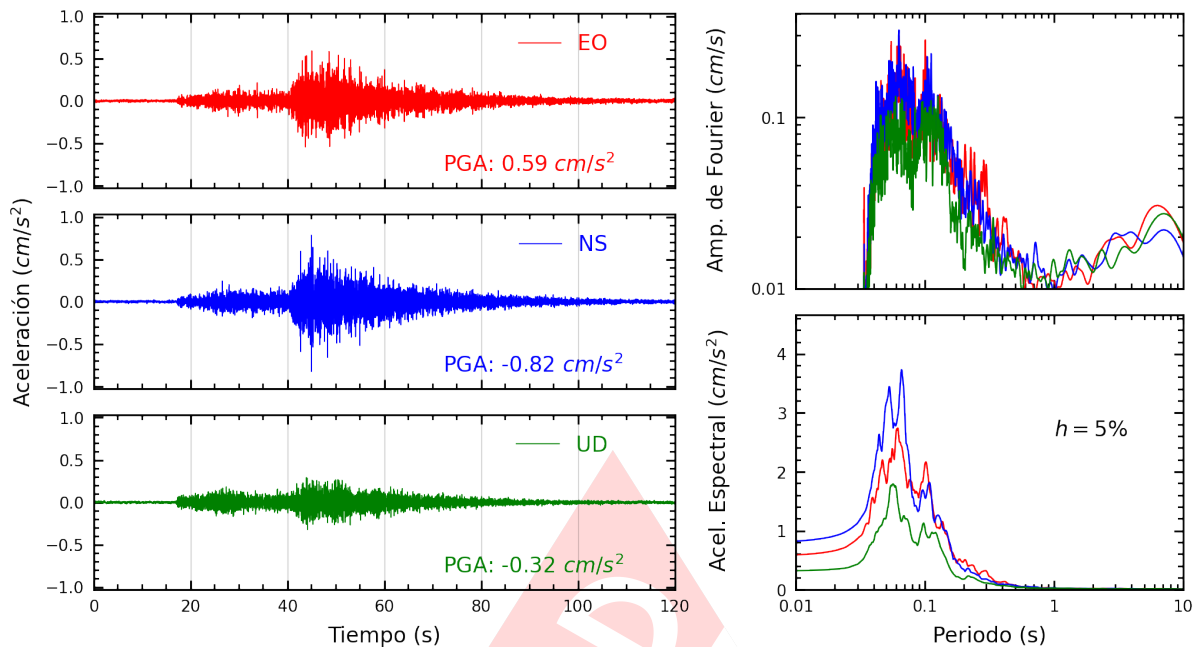 Aceleración (cm/s²)
1.0
0.5
0.0
−0.5
−1.0
EO
PGA: 0.59 cm/s²
1.0
0.5
0.0
−0.5
−1.0
NS
PGA: -0.82 cm/s²
1.0
0.5
0.0
−0.5
−1.0
UD
PGA: -0.32 cm/s²
0 20 40 60 80 100 120
Tiempo (s)
Amp. de Fourier (cm/s)
0.1
0.01
Acel. Espectral (cm/s²)
4
3
2
1
0
h = 5%
0.01 0.1 1 10
Periodo (s)